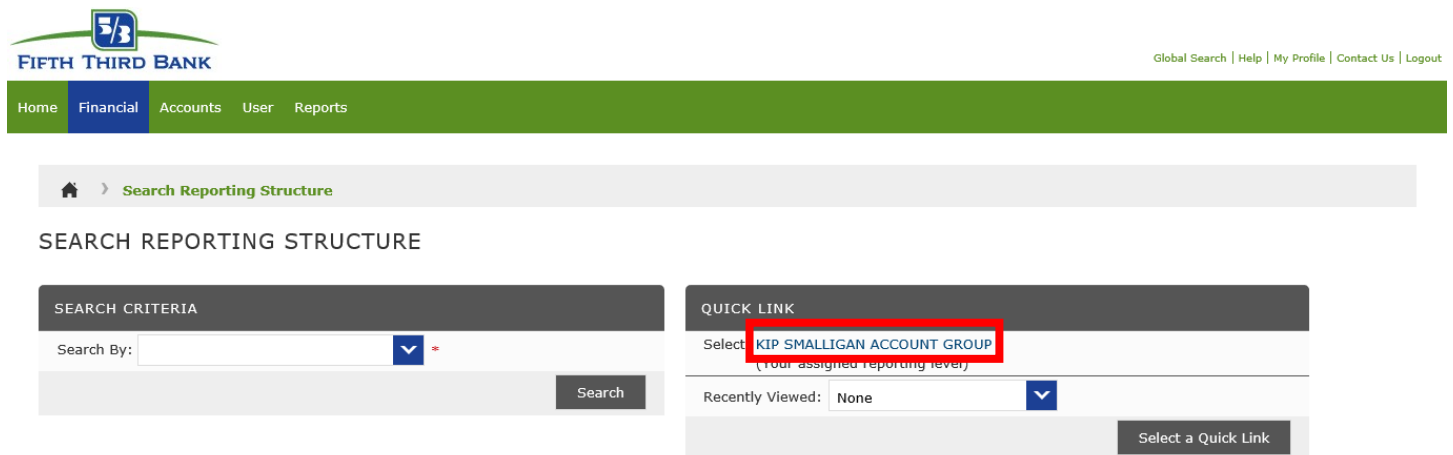 5/3
FIFTH THIRD BANK
Global Search | Help | My Profile | Contact Us | Logout
Home Financial Accounts User Reports
Search Reporting Structure
SEARCH REPORTING STRUCTURE
SEARCH CRITERIA
Search By: *
Search
QUICK LINK
Select KIP SMALLIGAN ACCOUNT GROUP
(Your assigned reporting level)
Recently Viewed: None
Select a Quick Link